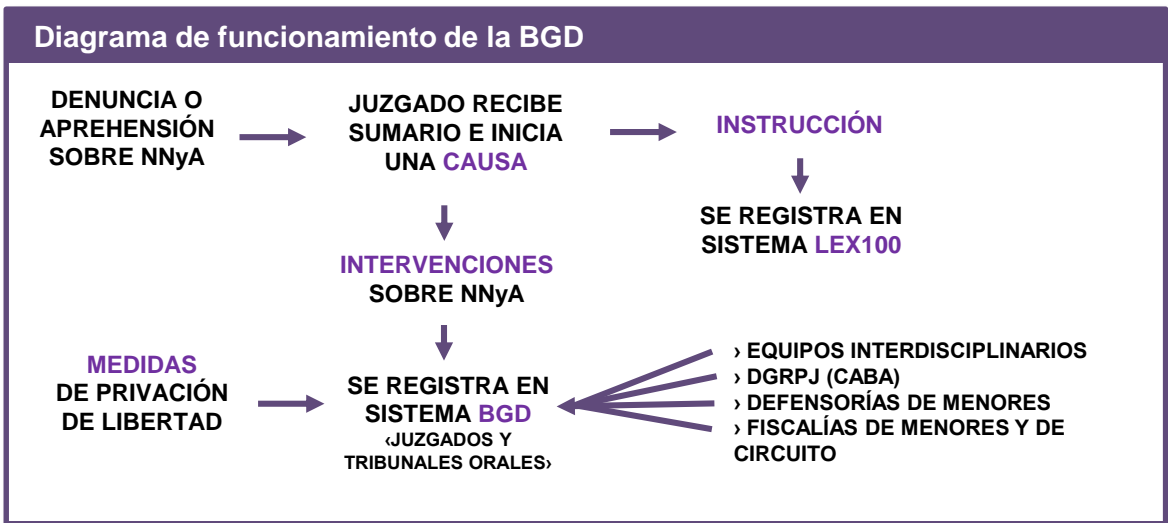 Diagrama de funcionamiento de la BGD
DENUNCIA O
APREHENSIÓN
SOBRE NNyA
JUZGADO RECIBE
SUMARIO E INICIA
UNA CAUSA
INSTRUCCIÓN
SE REGISTRA EN
SISTEMA LEX100
INTERVENCIONES
SOBRE NNyA
MEDIDAS
DE PRIVACIÓN
DE LIBERTAD
SE REGISTRA EN
SISTEMA BGD
‹JUZGADOS Y
TRIBUNALES ORALES›
› EQUIPOS INTERDISCIPLINARIOS
› DGRPJ (CABA)
› DEFENSORÍAS DE MENORES
› FISCALÍAS DE MENORES Y DE
CIRCUITO